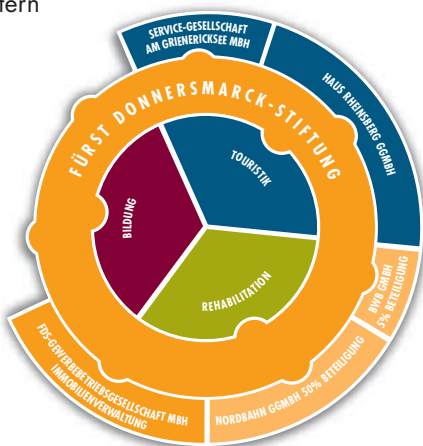 tern
SERVICE-GESELLSCHAFT
AM GRIENERICKSEE MBH
HAUS RHEINSBERG GGMBH
FÜRST DONNERSMARCK-STIFTUNG
TOURISTIK
BILDUNG
REHABILITATION
BWB GMBH
5% BETEILIGUNG
NORDBAHN GGMBH 50% BETEILIGUNG
FDS-GEWERBEBETRIEBSGESELLSCHAFT MBH
IMMOBILIENVERWALTUNG